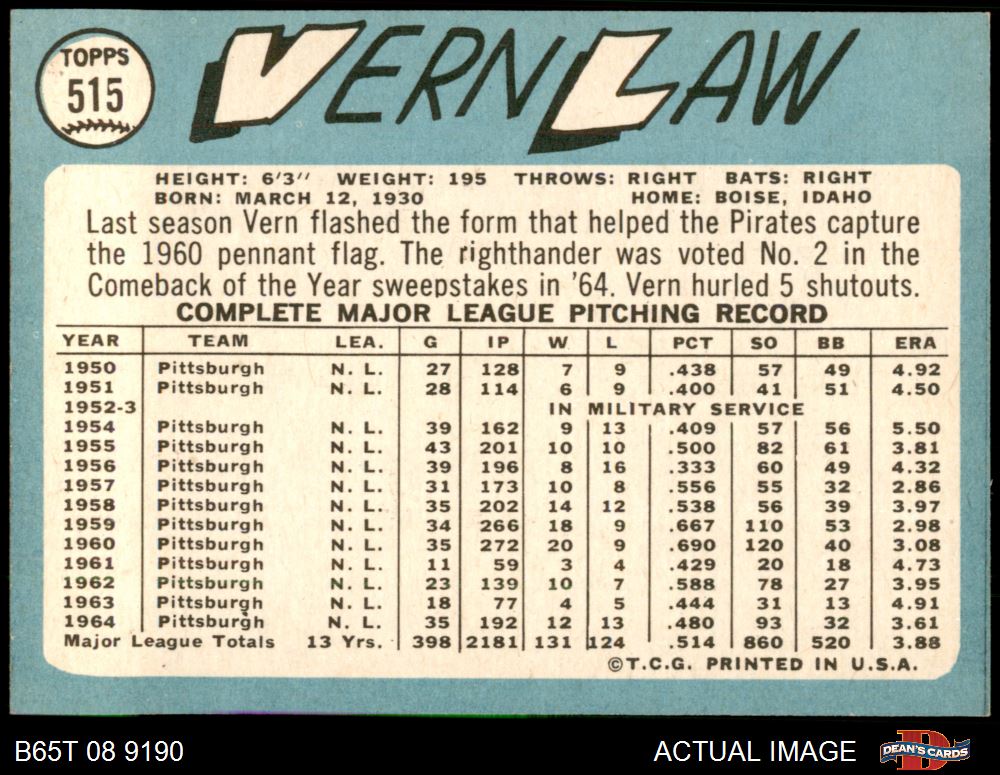 TOPPS
515
VERN LAW
HEIGHT: 6'3" WEIGHT: 195 THROWS: RIGHT BATS: RIGHT
BORN: MARCH 12, 1930 HOME: BOISE, IDAHO
Last season Vern flashed the form that helped the Pirates capture
the 1960 pennant flag. The righthander was voted No. 2 in the
Comeback of the Year sweepstakes in '64. Vern hurled 5 shutouts.
COMPLETE MAJOR LEAGUE PITCHING RECORD
YEAR TEAM LEA. G IP W L PCT SO BB ERA
1950 Pittsburgh N. L. 27 128 7 9 .438 57 49 4.92
1951 Pittsburgh N. L. 28 114 6 9 .400 41 51 4.50
1952-3 IN MILITARY SERVICE
1954 Pittsburgh N. L. 39 162 9 13 .409 57 56 5.50
1955 Pittsburgh N. L. 43 201 10 10 .500 82 61 3.81
1956 Pittsburgh N. L. 39 196 8 16 .333 60 49 4.32
1957 Pittsburgh N. L. 31 173 10 8 .556 55 32 2.86
1958 Pittsburgh N. L. 35 202 14 12 .538 56 39 3.97
1959 Pittsburgh N. L. 34 266 18 9 .667 110 53 2.98
1960 Pittsburgh N. L. 35 272 20 9 .690 120 40 3.08
1961 Pittsburgh N. L. 11 59 3 4 .429 20 18 4.73
1962 Pittsburgh N. L. 23 139 10 7 .588 78 27 3.95
1963 Pittsburgh N. L. 18 77 4 5 .444 31 13 4.91
1964 Pittsburgh N. L. 35 192 12 13 .480 93 32 3.61
Major League Totals 13 Yrs. 398 2181 131 124 .514 860 520 3.88
©T.C.G. PRINTED IN U.S.A.
B65T 08 9190 ACTUAL IMAGE DEAN'S CARDS